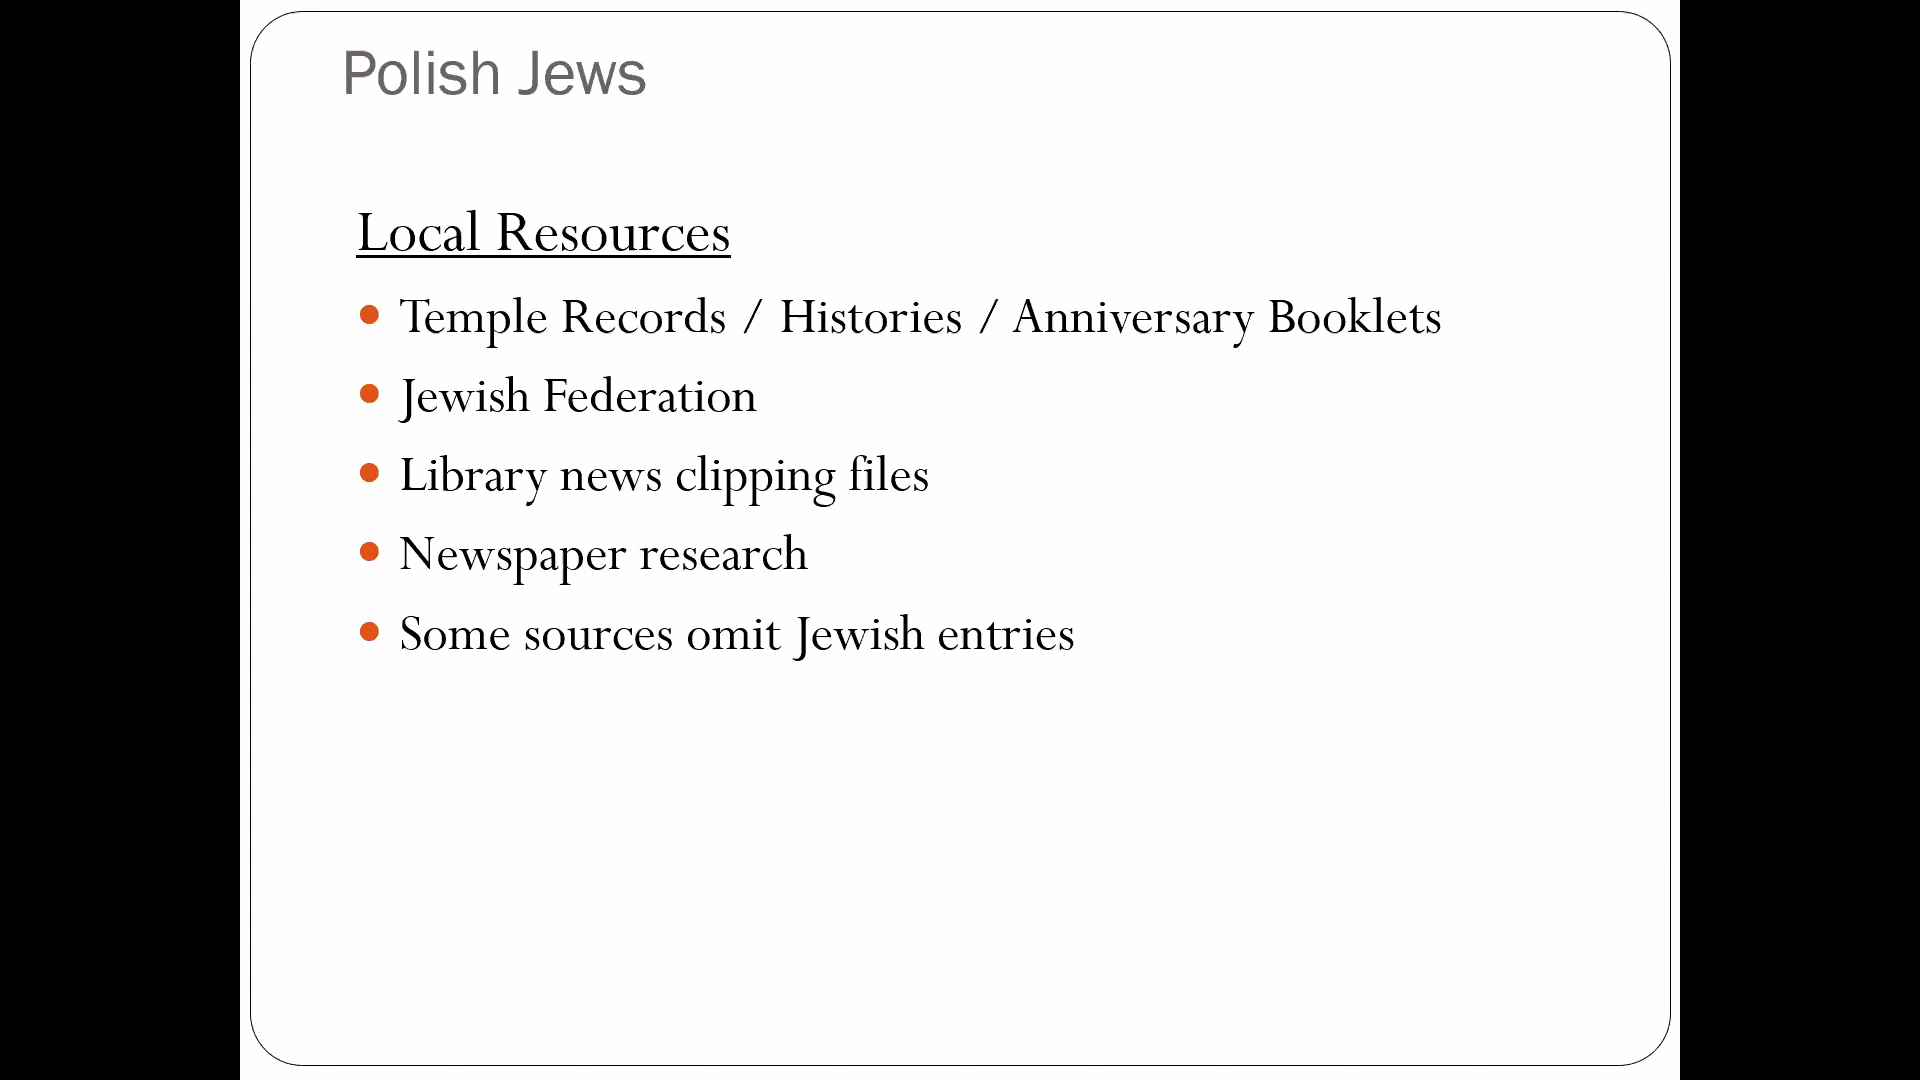 Polish Jews
Local Resources
• Temple Records / Histories / Anniversary Booklets
• Jewish Federation
• Library news clipping files
• Newspaper research
• Some sources omit Jewish entries